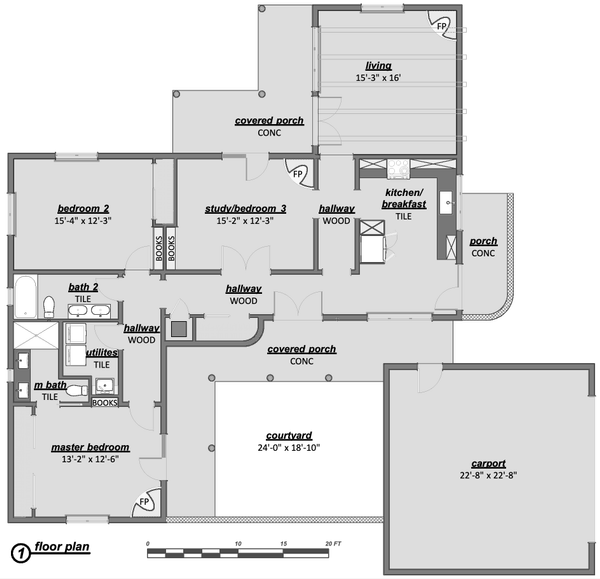 FP
living
15'-3" x 16'
covered porch
CONC
bedroom 2
15'-4" x 12'-3"
FP
study/bedroom 3
15'-2" x 12'-3"
hallway
WOOD
kitchen/
breakfast
TILE
porch
CONC
BOOKS
BOOKS
bath 2
TILE
hallway
WOOD
hallway
WOOD
utilites
TILE
covered porch
CONC
m bath
TILE
BOOKS
master bedroom
13'-2" x 12'-6"
FP
courtyard
24'-0" x 18'-10"
carport
22'-8" x 22'-8"
1 floor plan
0 10 15 20 FT